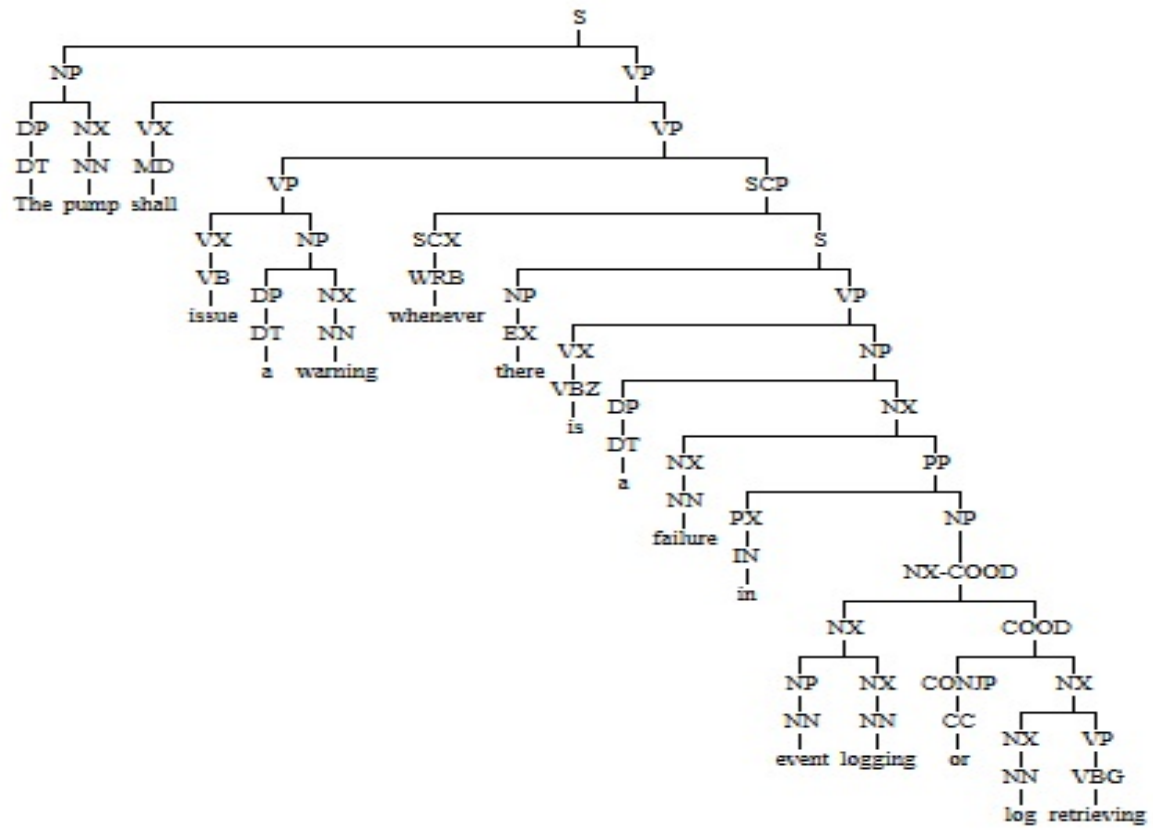 S
NP VP
DP NX VX VP
DT NN MD
The pump shall
VP SCP
VX NP SCX S
VB WRB
issue whenever
DP NX NP VP
DT NN EX
a warning there
VX NP
VBZ
is
DP NX
DT
a
NX PP
NN
failure
PX NP
IN
in
NX-COOD
NX COOD
NP NX CONJP NX
NN NN CC
event logging or
NX VP
NN VBG
log retrieving